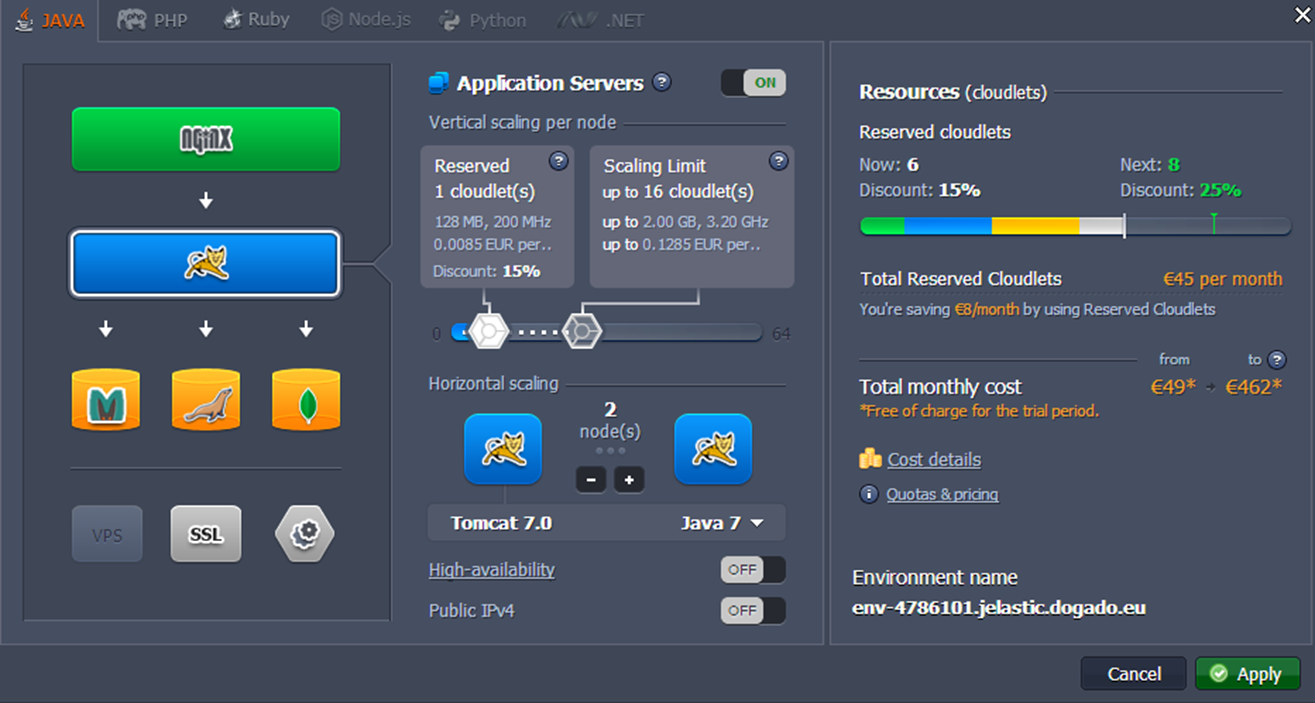 JAVA PHP Ruby Node.js Python .NET
NGINX
VPS SSL
Application Servers ? ON
Vertical scaling per node
Reserved ?
1 cloudlet(s)
128 MB, 200 MHz
0.0085 EUR per..
Discount: 15%
Scaling Limit ?
up to 16 cloudlet(s)
up to 2.00 GB, 3.20 GHz
up to 0.1285 EUR per..
0 64
Horizontal scaling
2
node(s)
- +
Tomcat 7.0 Java 7
High-availability OFF
Public IPv4 OFF
Resources (cloudlets)
Reserved cloudlets
Now: 6 Next: 8
Discount: 15% Discount: 25%
Total Reserved Cloudlets €45 per month
You're saving €8/month by using Reserved Cloudlets
from to ?
Total monthly cost €49* €462*
*Free of charge for the trial period.
Cost details
Quotas & pricing
Environment name
env-4786101.jelastic.dogado.eu
Cancel Apply